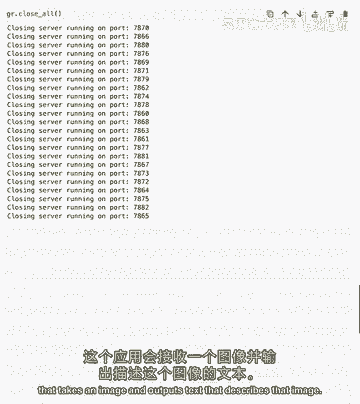 gr.close_all()
Closing server running on port: 7870
Closing server running on port: 7866
Closing server running on port: 7880
Closing server running on port: 7876
Closing server running on port: 7869
Closing server running on port: 7871
Closing server running on port: 7879
Closing server running on port: 7862
Closing server running on port: 7874
Closing server running on port: 7878
Closing server running on port: 7860
Closing server running on port: 7868
Closing server running on port: 7863
Closing server running on port: 7861
Closing server running on port: 7877
Closing server running on port: 7881
Closing server running on port: 7867
Closing server running on port: 7873
Closing server running on port: 7872
Closing server running on port: 7864
Closing server running on port: 7875
Closing server running on port: 7882
Closing server running on port: 7865
这个应用会接收一个图像并输
出描述这个图像的文本。
that takes an image and outputs text that describes that image.